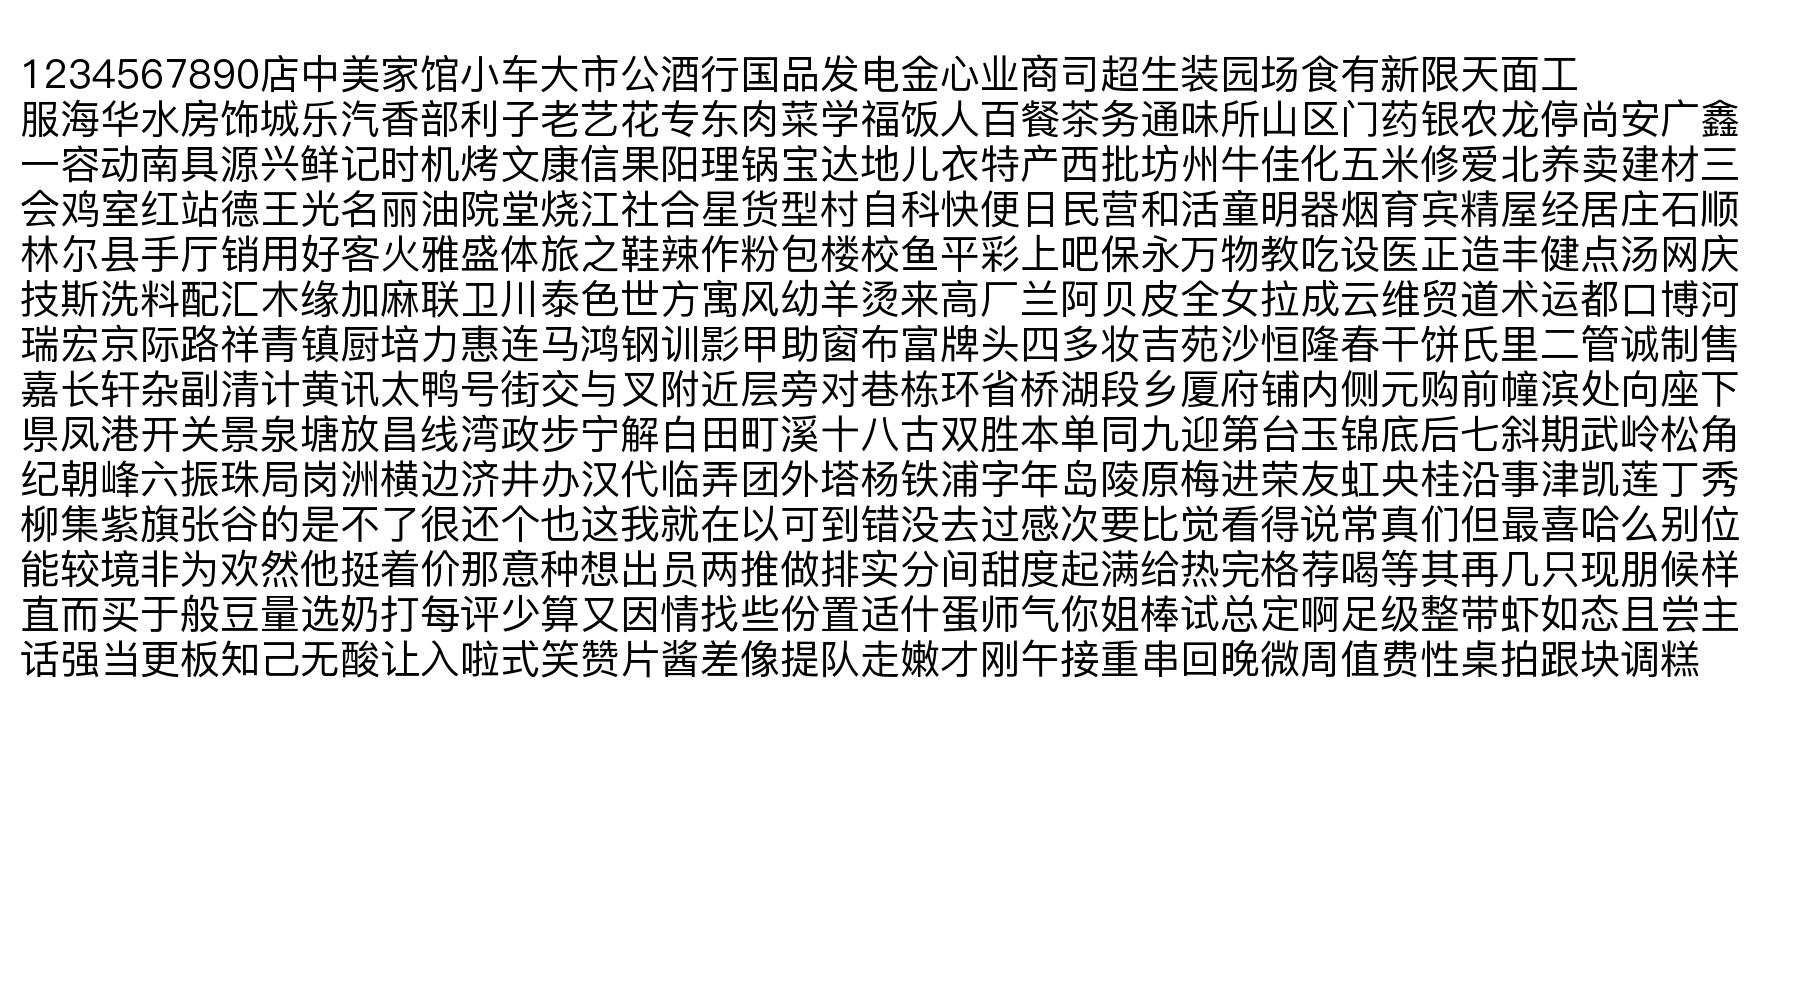 1234567890店中美家馆小车大市公酒行国品发电金心业商司超生装园场食有新限天面工
服海华水房饰城乐汽香部利子老艺花专东肉菜学福饭人百餐茶务通味所山区门药银农龙停尚安广鑫
一容动南具源兴鲜记时机烤文康信果阳理锅宝达地儿衣特产西批坊州牛佳化五米修爱北养卖建材三
会鸡室红站德王光名丽油院堂烧江社合星货型村自科快便日民营和活童明器烟育宾精屋经居庄石顺
林尔县手厅销用好客火雅盛体旅之鞋辣作粉包楼校鱼平彩上吧保永万物教吃设医正造丰健点汤网庆
技斯洗料配汇木缘加麻联卫川泰色世方寓风幼羊烫来高厂兰阿贝皮全女拉成云维贸道术运都口博河
瑞宏京际路祥青镇厨培力惠连马鸿钢训影甲助窗布富牌头四多妆吉苑沙恒隆春干饼氏里二管诚制售
嘉长轩杂副清计黄讯太鸭号街交与叉附近层旁对巷栋环省桥湖段乡厦府铺内侧元购前幢滨处向座下
県凤港开关景泉塘放昌线湾政步宁解白田町溪十八古双胜本单同九迎第台玉锦底后七斜期武岭松角
纪朝峰六振珠局岗洲横边济井办汉代临弄团外塔杨铁浦字年岛陵原梅进荣友虹央桂沿事津凯莲丁秀
柳集紫旗张谷的是不了很还个也这我就在以可到错没去过感次要比觉看得说常真们但最喜哈么别位
能较境非为欢然他挺着价那意种想出员两推做排实分间甜度起满给热完格荐喝等其再几只现朋候样
直而买于般豆量选奶打每评少算又因情找些份置适什蛋师气你姐棒试总定啊足级整带虾如态且尝主
话强当更板知己无酸让入啦式笑赞片酱差像提队走嫩才刚午接重串回晚微周值费性桌拍跟块调糕